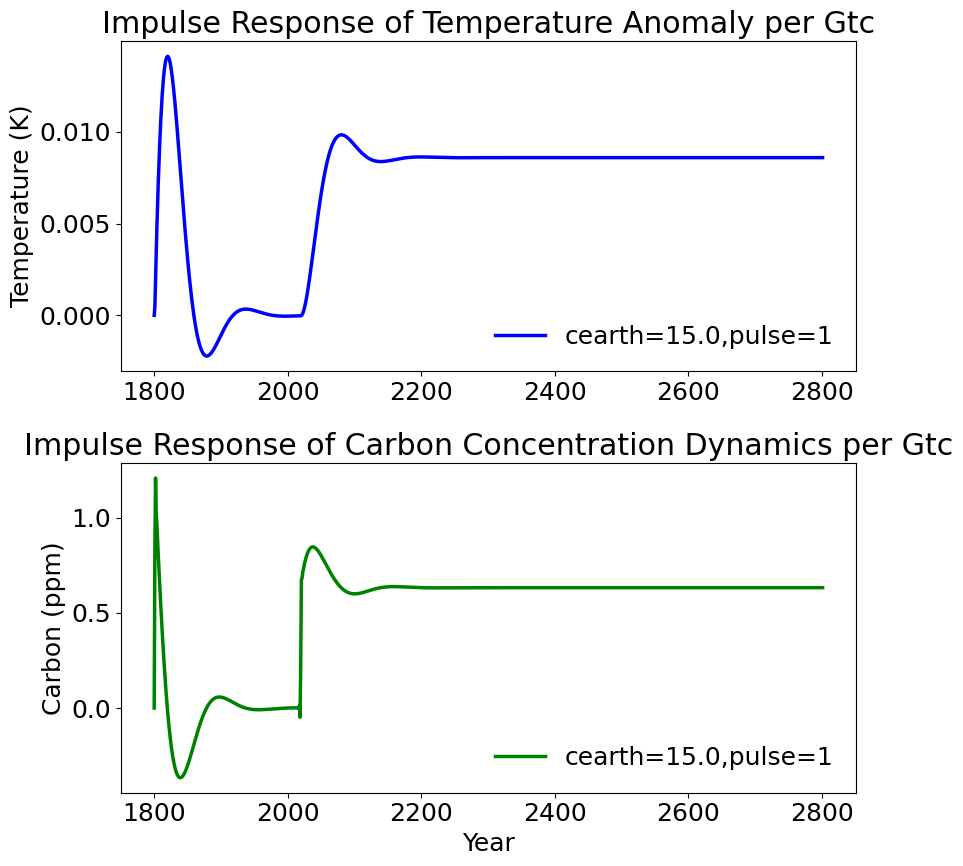 Impulse Response of Temperature Anomaly per Gtc
Temperature (K)
0.010
0.005
0.000
cearth=15.0,pulse=1
1800 2000 2200 2400 2600 2800
Impulse Response of Carbon Concentration Dynamics per Gtc
Carbon (ppm)
1.0
0.5
0.0
cearth=15.0,pulse=1
1800 2000 2200 2400 2600 2800
Year